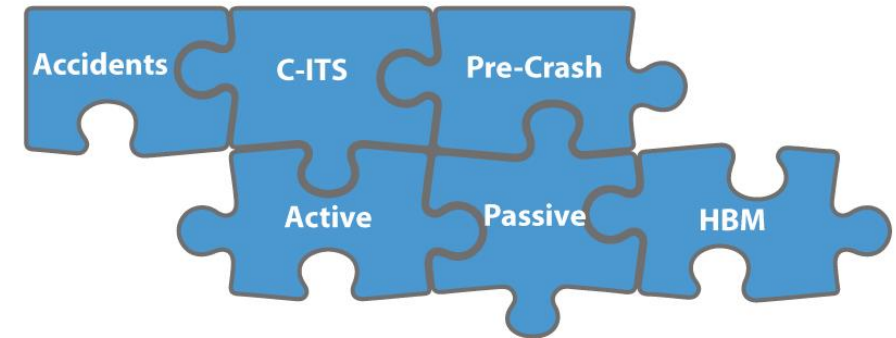 Accidents
C-ITS
Pre-Crash
Active
Passive
HBM